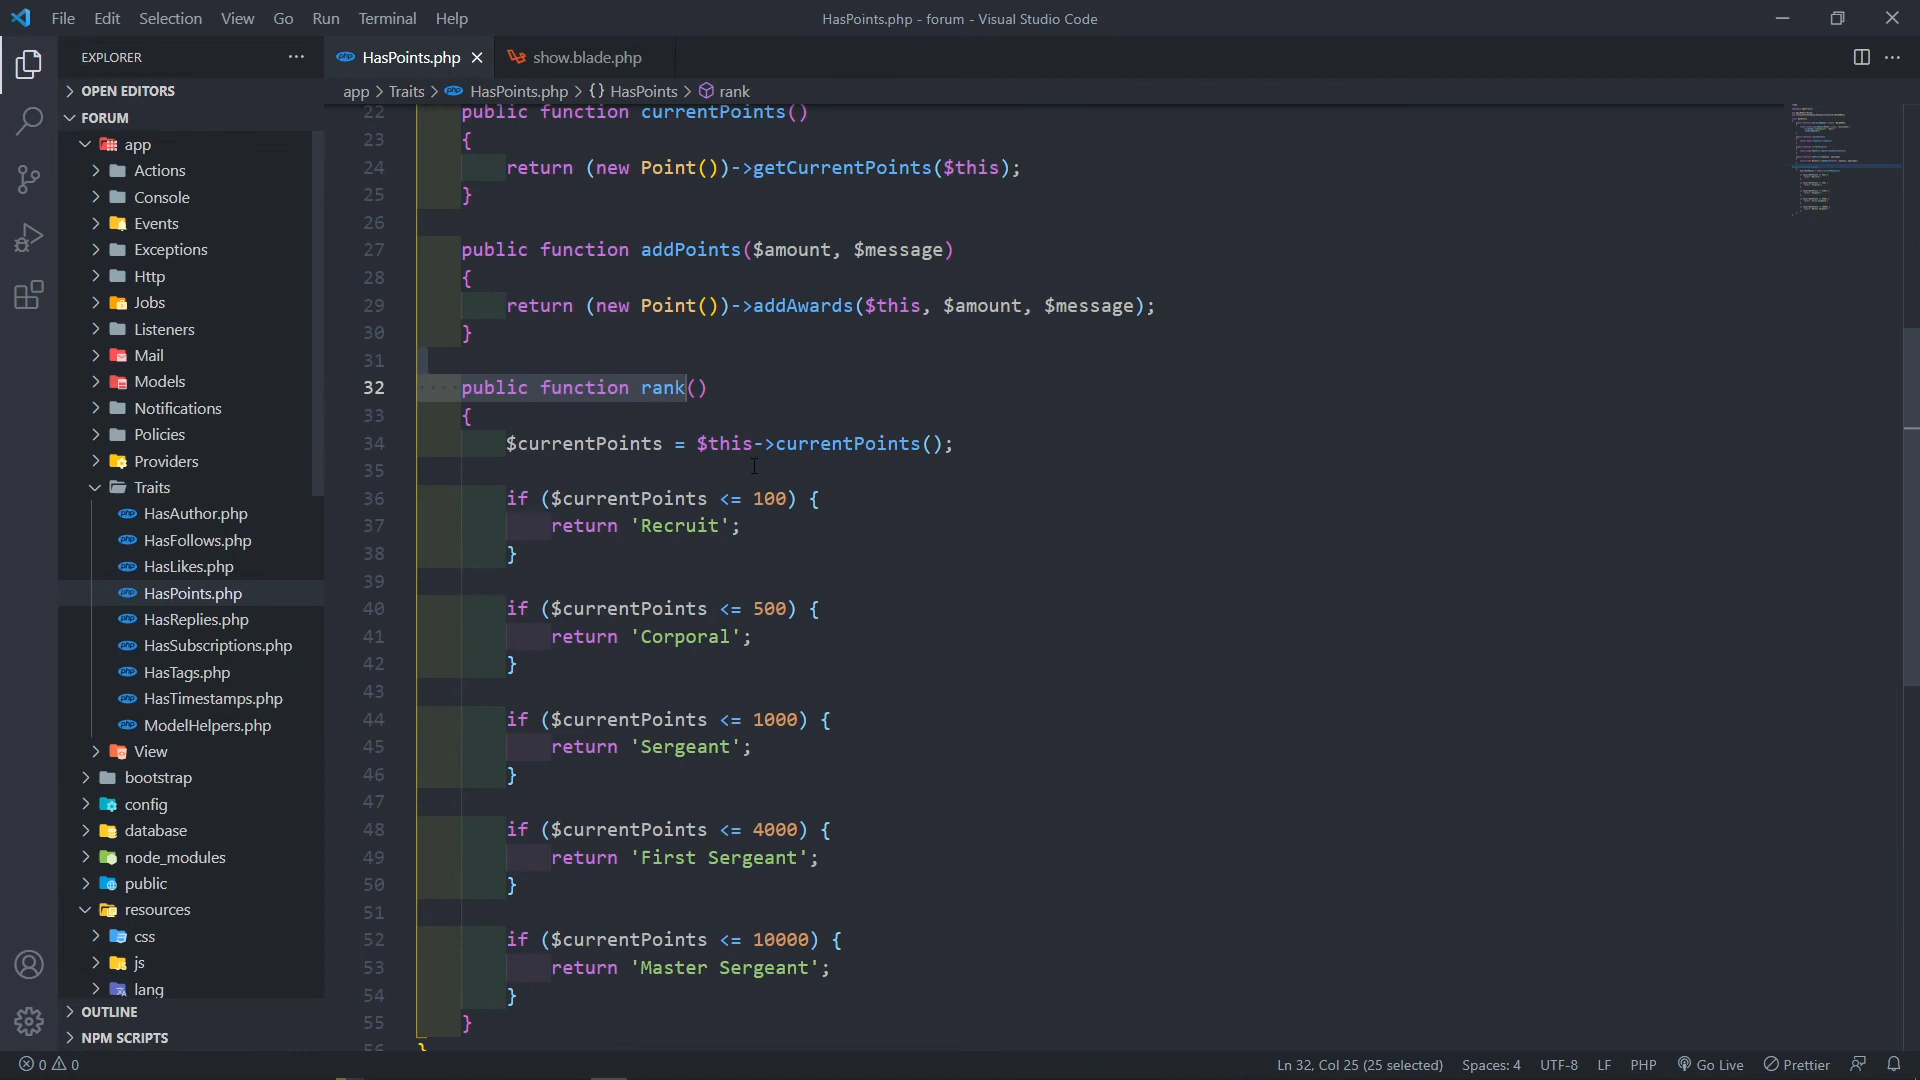 File Edit Selection View Go Run Terminal Help
HasPoints.php - forum - Visual Studio Code
EXPLORER
OPEN EDITORS
FORUM
app
Actions
Console
Events
Exceptions
Http
Jobs
Listeners
Mail
Models
Notifications
Policies
Providers
Traits
HasAuthor.php
HasFollows.php
HasLikes.php
HasPoints.php
HasReplies.php
HasSubscriptions.php
HasTags.php
HasTimestamps.php
ModelHelpers.php
View
bootstrap
config
database
node_modules
public
resources
css
js
lang
OUTLINE
NPM SCRIPTS
HasPoints.php
show.blade.php
app > Traits > HasPoints.php > {} HasPoints > rank
22 public function currentPoints()
23 {
24 return (new Point())->getCurrentPoints($this);
25 }
26
27 public function addPoints($amount, $message)
28 {
29 return (new Point())->addAwards($this, $amount, $message);
30 }
31
32 public function rank()
33 {
34 $currentPoints = $this->currentPoints();
35
36 if ($currentPoints <= 100) {
37 return 'Recruit';
38 }
39
40 if ($currentPoints <= 500) {
41 return 'Corporal';
42 }
43
44 if ($currentPoints <= 1000) {
45 return 'Sergeant';
46 }
47
48 if ($currentPoints <= 4000) {
49 return 'First Sergeant';
50 }
51
52 if ($currentPoints <= 10000) {
53 return 'Master Sergeant';
54 }
55 }
56 }
0 0
Ln 32, Col 25 (25 selected) Spaces: 4 UTF-8 LF PHP Go Live Prettier